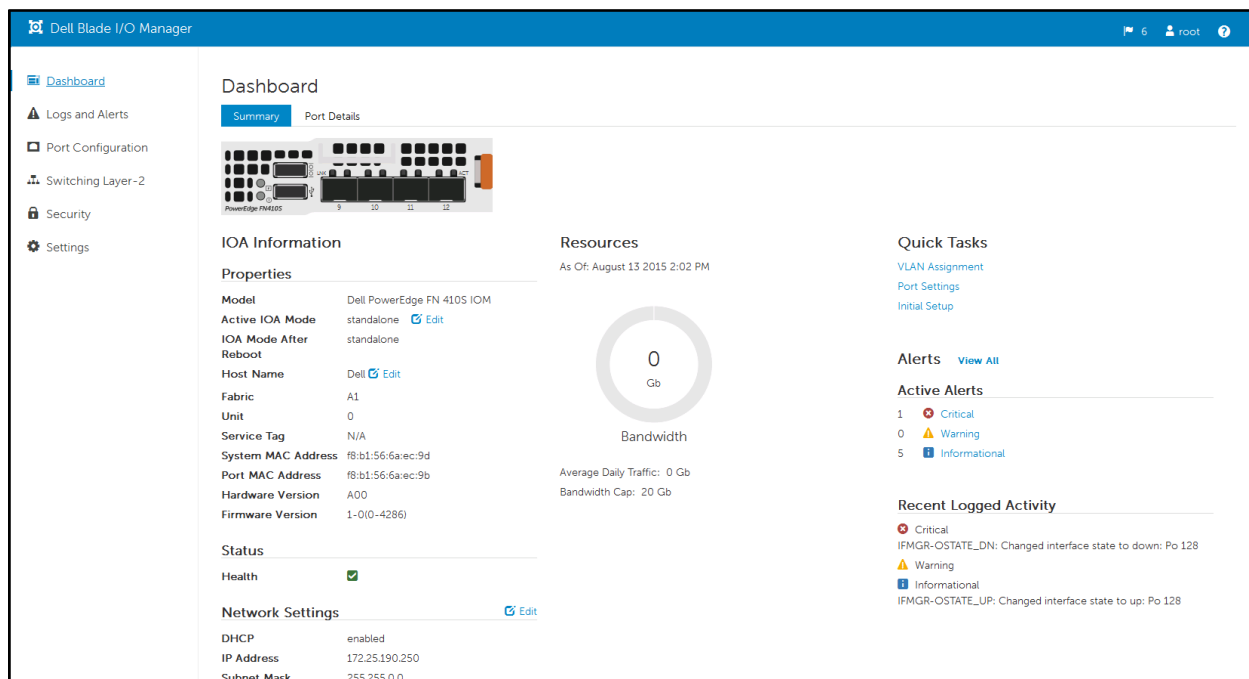 Dell Blade I/O Manager
6 root
Dashboard
Logs and Alerts
Port Configuration
Switching Layer-2
Security
Settings
Dashboard
Summary Port Details
LNK ACT
PowerEdge FN410S 9 10 11 12
IOA Information
Properties
Model Dell PowerEdge FN 410S IOM
Active IOA Mode standalone Edit
IOA Mode After standalone
Reboot
Host Name Dell Edit
Fabric A1
Unit 0
Service Tag N/A
System MAC Address f8:b1:56:6a:ec:9d
Port MAC Address f8:b1:56:6a:ec:9b
Hardware Version A00
Firmware Version 1-0(0-4286)
Status
Health
Network Settings Edit
DHCP enabled
IP Address 172.25.190.250
Subnet Mask 255.255.0.0
Resources
As Of: August 13 2015 2:02 PM
0
Gb
Bandwidth
Average Daily Traffic: 0 Gb
Bandwidth Cap: 20 Gb
Quick Tasks
VLAN Assignment
Port Settings
Initial Setup
Alerts View All
Active Alerts
1 Critical
0 Warning
5 Informational
Recent Logged Activity
Critical
IFMGR-OSTATE_DN: Changed interface state to down: Po 128
Warning
Informational
IFMGR-OSTATE_UP: Changed interface state to up: Po 128